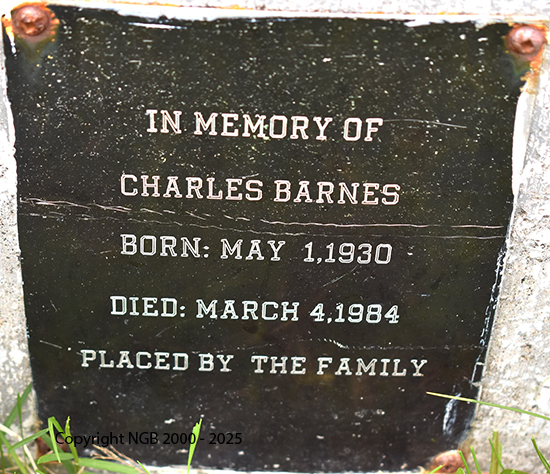 IN MEMORY OF
CHARLES BARNES
BORN: MAY 1,1930
DIED: MARCH 4,1984
PLACED BY THE FAMILY
Copyright NGB 2000 - 2025